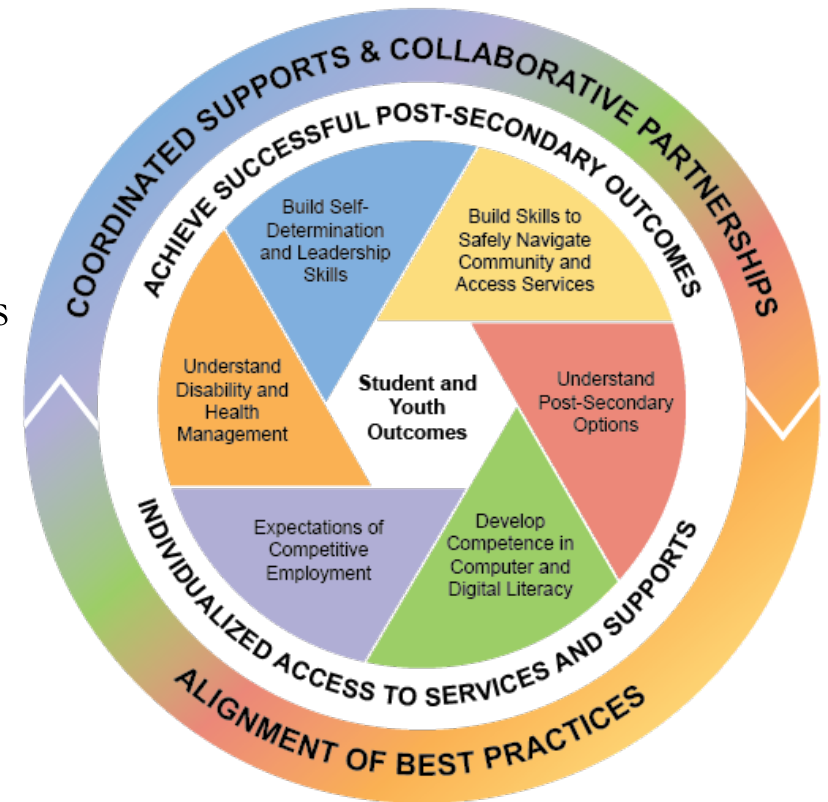 COORDINATED SUPPORTS & COLLABORATIVE PARTNERSHIPS
ACHIEVE SUCCESSFUL POST-SECONDARY OUTCOMES
Build Self-
Determination
and Leadership
Skills
Build Skills to
Safely Navigate
Community and
Access Services
s
Understand
Disability and
Health
Management
Student and
Youth
Outcomes
Understand
Post-Secondary
Options
Expectations of
Competitive
Employment
Develop
Competence in
Computer and
Digital Literacy
INDIVIDUALIZED ACCESS TO SERVICES AND SUPPORTS
ALIGNMENT OF BEST PRACTICES